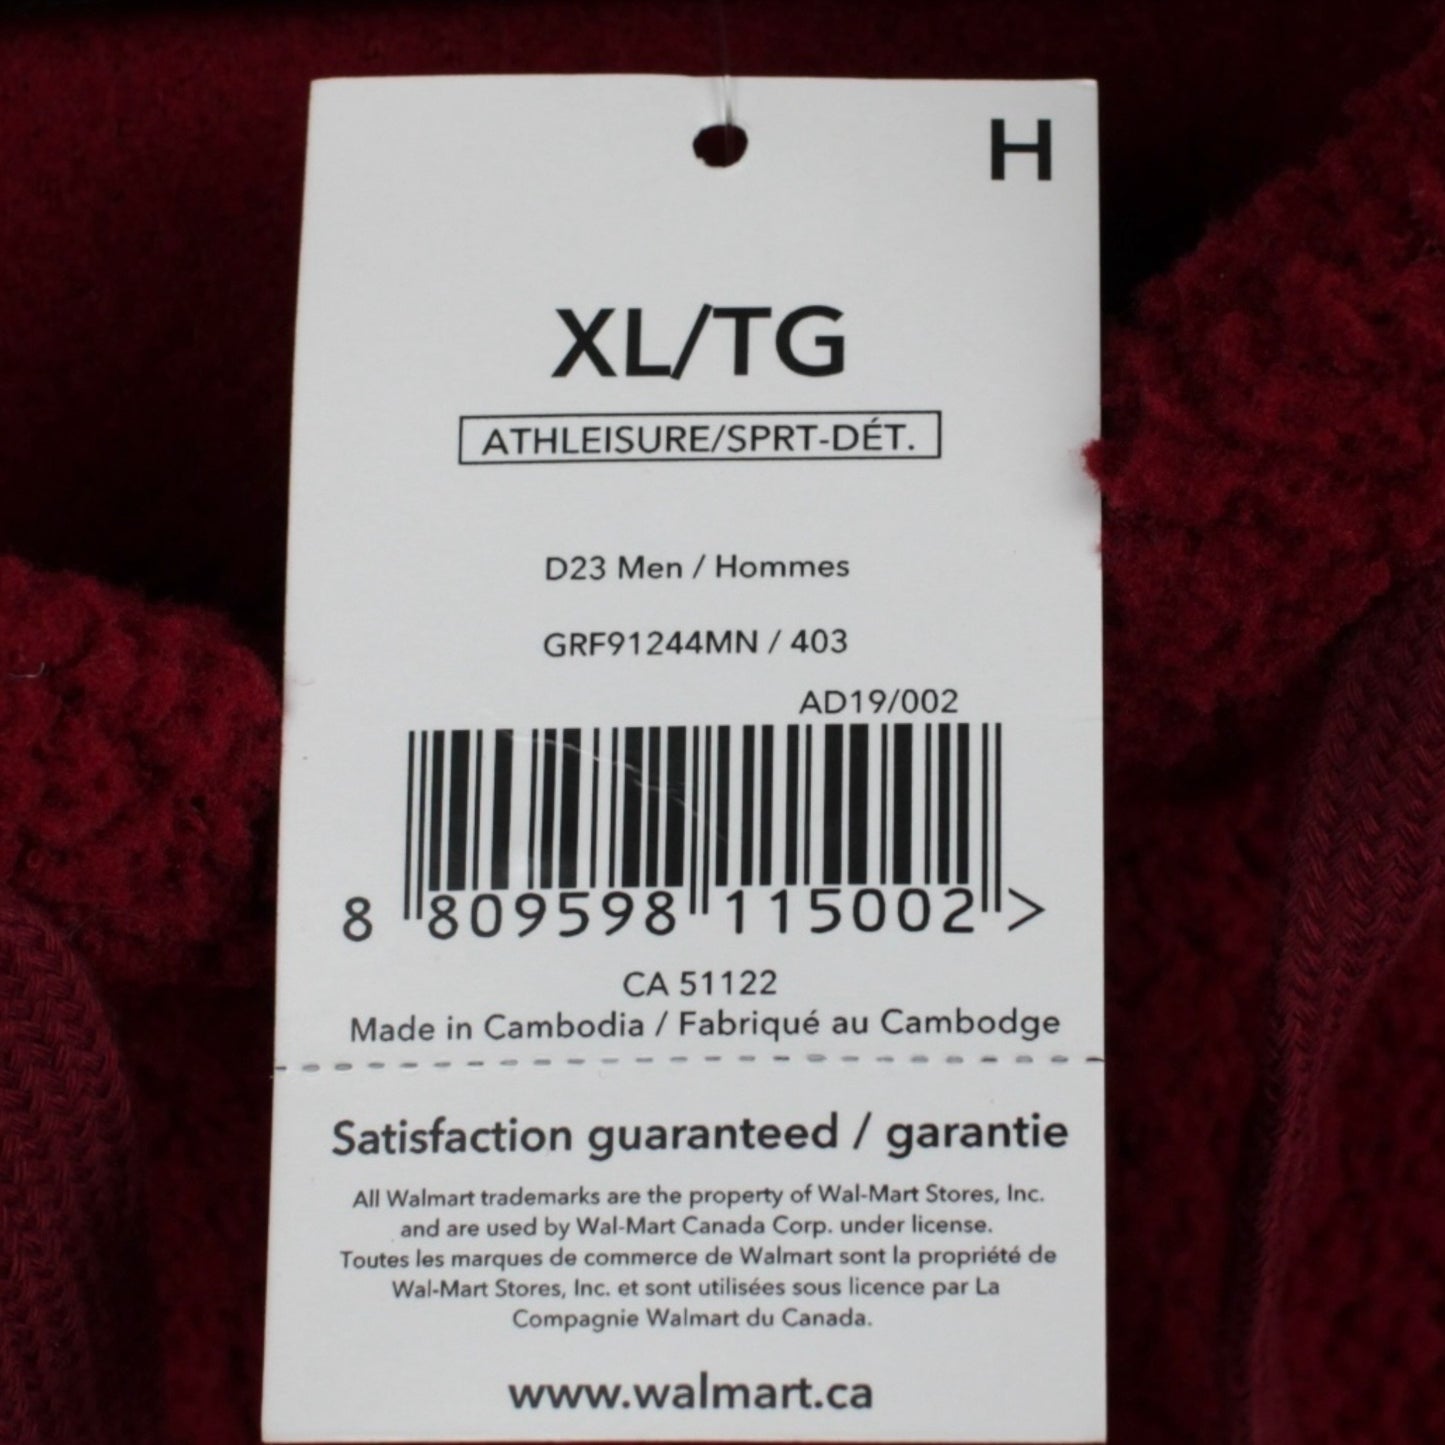 H
XL/TG
ATHLEISURE/SPRT-DÉT.
D23 Men / Hommes
GRF91244MN / 403
AD19/002
8 809598 115002 >
CA 51122
Made in Cambodia / Fabriqué au Cambodge
Satisfaction guaranteed / garantie
All Walmart trademarks are the property of Wal-Mart Stores, Inc.
and are used by Wal-Mart Canada Corp. under license.
Toutes les marques de commerce de Walmart sont la propriété de
Wal-Mart Stores, Inc. et sont utilisées sous licence par La
Compagnie Walmart du Canada.
www.walmart.ca